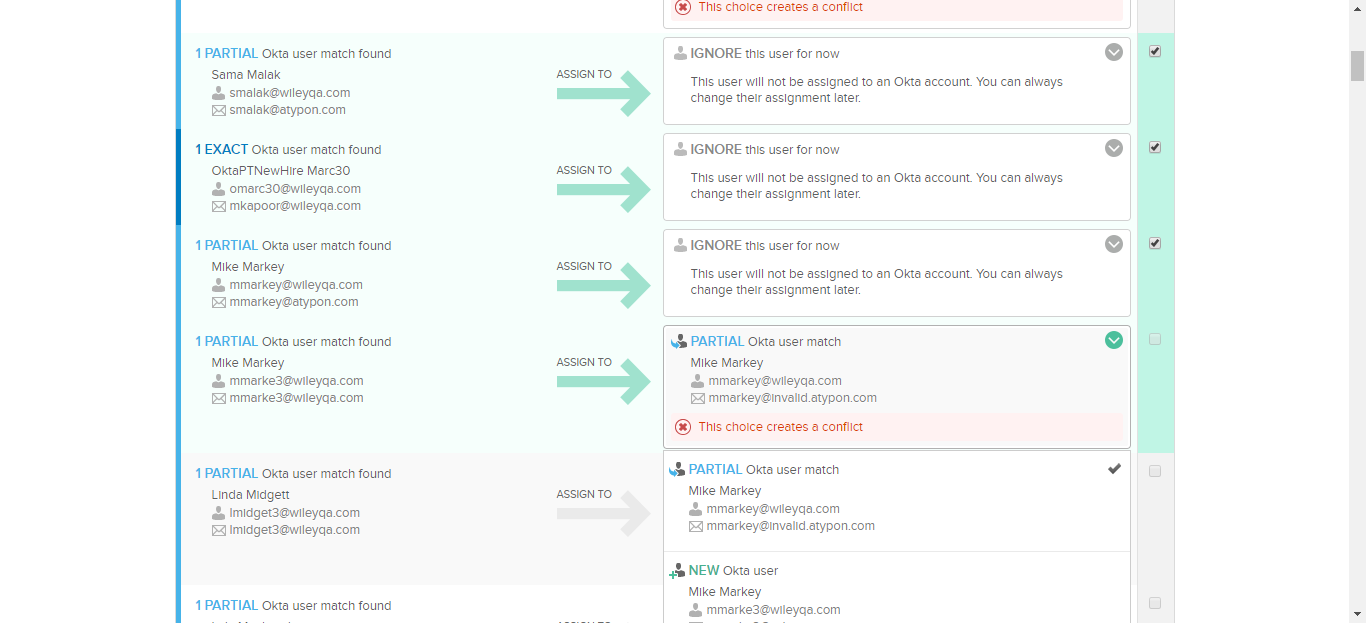 This choice creates a conflict
1 PARTIAL Okta user match found
Sama Malak
smalak@wileyqa.com
smalak@atypon.com
ASSIGN TO
IGNORE this user for now
This user will not be assigned to an Okta account. You can always
change their assignment later.
1 EXACT Okta user match found
OktaPTNewHire Marc30
omarc30@wileyqa.com
mkapoor@wileyqa.com
ASSIGN TO
IGNORE this user for now
This user will not be assigned to an Okta account. You can always
change their assignment later.
1 PARTIAL Okta user match found
Mike Markey
mmarkey@wileyqa.com
mmarkey@atypon.com
ASSIGN TO
IGNORE this user for now
This user will not be assigned to an Okta account. You can always
change their assignment later.
1 PARTIAL Okta user match found
Mike Markey
mmarke3@wileyqa.com
mmarke3@wileyqa.com
ASSIGN TO
PARTIAL Okta user match
Mike Markey
mmarkey@wileyqa.com
mmarkey@invalid.atypon.com
This choice creates a conflict
1 PARTIAL Okta user match found
Linda Midgett
lmidget3@wileyqa.com
lmidget3@wileyqa.com
ASSIGN TO
PARTIAL Okta user match
Mike Markey
mmarkey@wileyqa.com
mmarkey@invalid.atypon.com
NEW Okta user
Mike Markey
mmarke3@wileyqa.com
1 PARTIAL Okta user match found